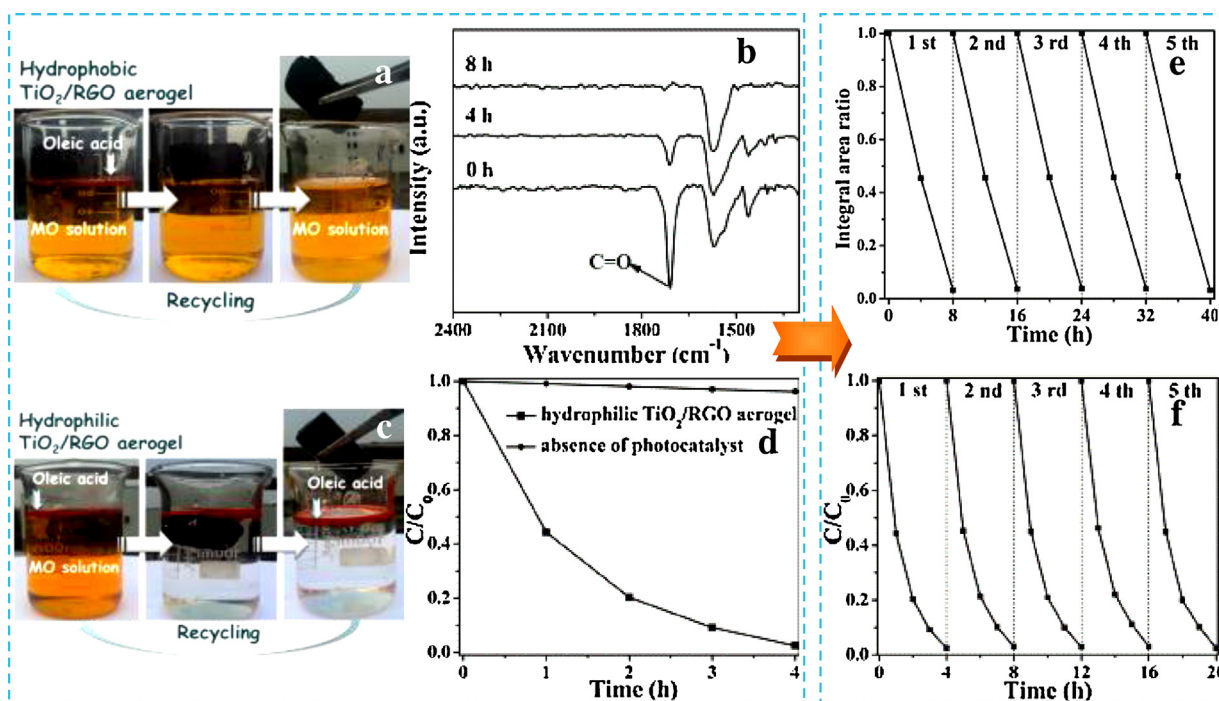 a
Hydrophobic
TiO₂/RGO aerogel
Oleic acid
MO solution
MO solution
Recycling
b
8 h
4 h
0 h
C=O
Intensity (a.u.)
2400 2100 1800 1500
Wavenumber (cm⁻¹)
e
1 st 2 nd 3 rd 4 th 5 th
Integral area ratio
1.0
0.8
0.6
0.4
0.2
0.0
0 8 16 24 32 40
Time (h)
c
Hydrophilic
TiO₂/RGO aerogel
Oleic acid
Oleic acid
MO solution
Recycling
d
hydrophilic TiO₂/RGO aerogel
absence of photocatalyst
C/C₀
1.0
0.8
0.6
0.4
0.2
0.0
0 1 2 3 4
Time (h)
f
1 st 2 nd 3 rd 4 th 5 th
C/C₀
1.0
0.8
0.6
0.4
0.2
0.0
0 4 8 12 16 20
Time (h)